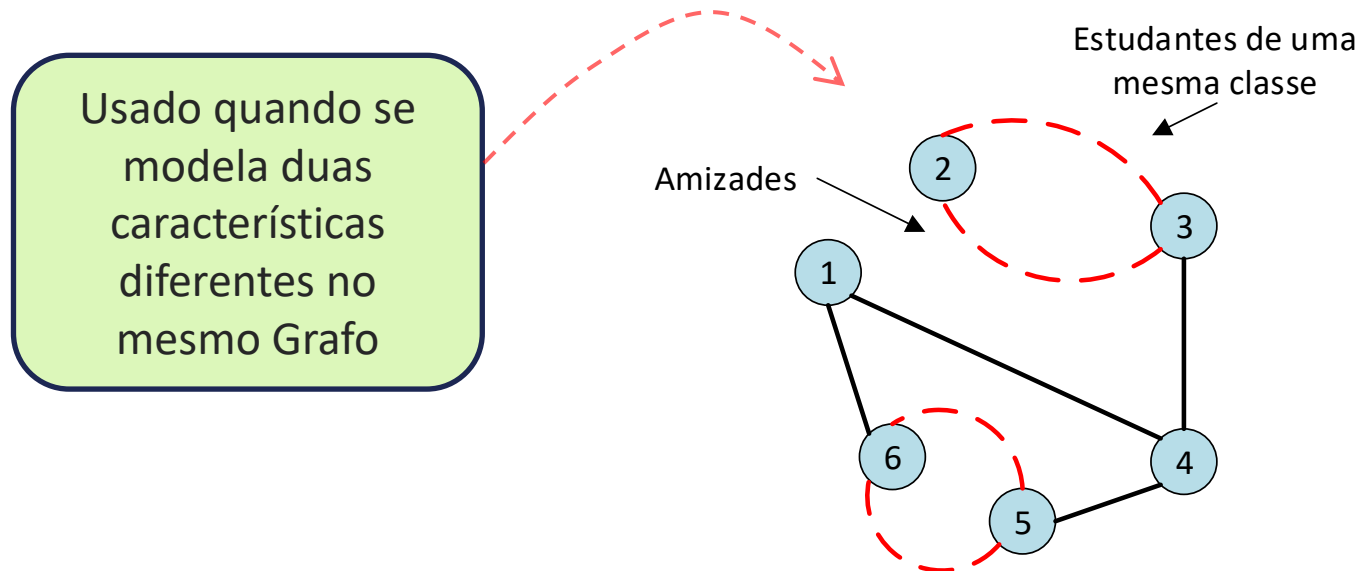 Usado quando se
modela duas
características
diferentes no
mesmo Grafo
Estudantes de uma
mesma classe
Amizades
2
3
1
6
4
5